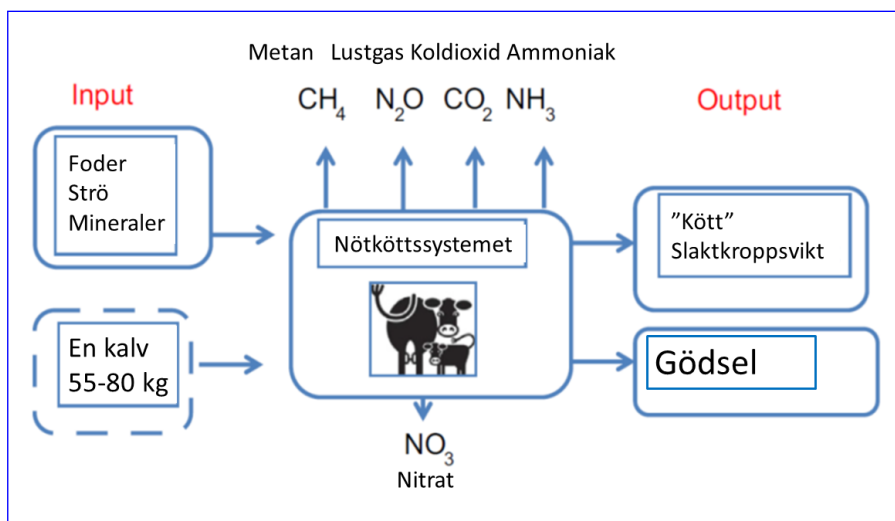 Metan Lustgas Koldioxid Ammoniak
Input
CH₄ N₂O CO₂ NH₃
Output
Foder
Strö
Mineraler
Nötköttssystemet
”Kött”
Slaktkroppsvikt
En kalv
55-80 kg
Gödsel
NO₃
Nitrat